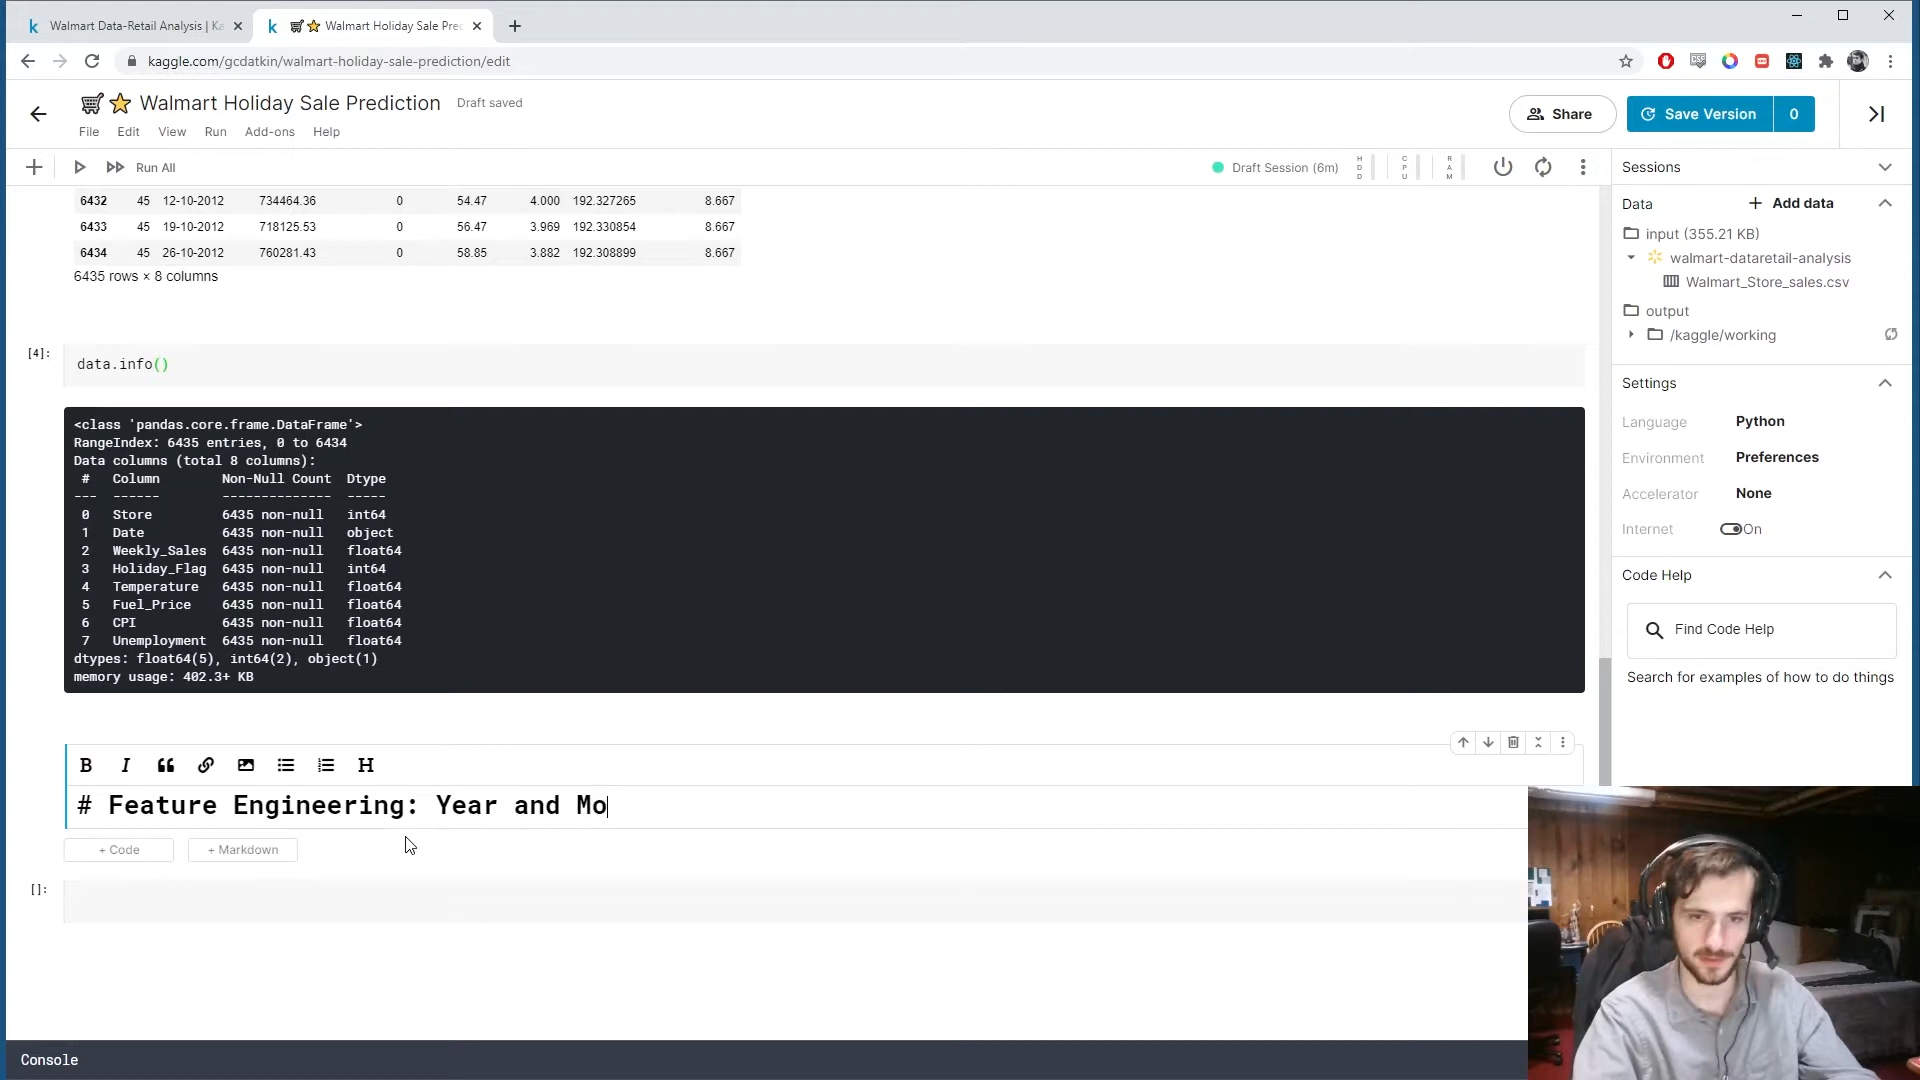 Walmart Data-Retail Analysis | Ka
Walmart Holiday Sale Prec
kaggle.com/gcdatkin/walmart-holiday-sale-prediction/edit
Walmart Holiday Sale Prediction
Draft saved
File Edit View Run Add-ons Help
Share
Save Version 0
Run All
Draft Session (6m)
HDD
CPU
RAM
6432 45 12-10-2012 734464.36 0 54.47 4.000 192.327265 8.667
6433 45 19-10-2012 718125.53 0 56.47 3.969 192.330854 8.667
6434 45 26-10-2012 760281.43 0 58.85 3.882 192.308899 8.667
6435 rows × 8 columns
[4]:
data.info()
<class 'pandas.core.frame.DataFrame'>
RangeIndex: 6435 entries, 0 to 6434
Data columns (total 8 columns):
# Column Non-Null Count Dtype
--- ------ -------------- -----
0 Store 6435 non-null int64
1 Date 6435 non-null object
2 Weekly_Sales 6435 non-null float64
3 Holiday_Flag 6435 non-null int64
4 Temperature 6435 non-null float64
5 Fuel_Price 6435 non-null float64
6 CPI 6435 non-null float64
7 Unemployment 6435 non-null float64
dtypes: float64(5), int64(2), object(1)
memory usage: 402.3+ KB
B I H
# Feature Engineering: Year and Mo
+ Code + Markdown
[]:
Console
Sessions
Data + Add data
input (355.21 KB)
walmart-dataretail-analysis
Walmart_Store_sales.csv
output
/kaggle/working
Settings
Language Python
Environment Preferences
Accelerator None
Internet On
Code Help
Find Code Help
Search for examples of how to do things